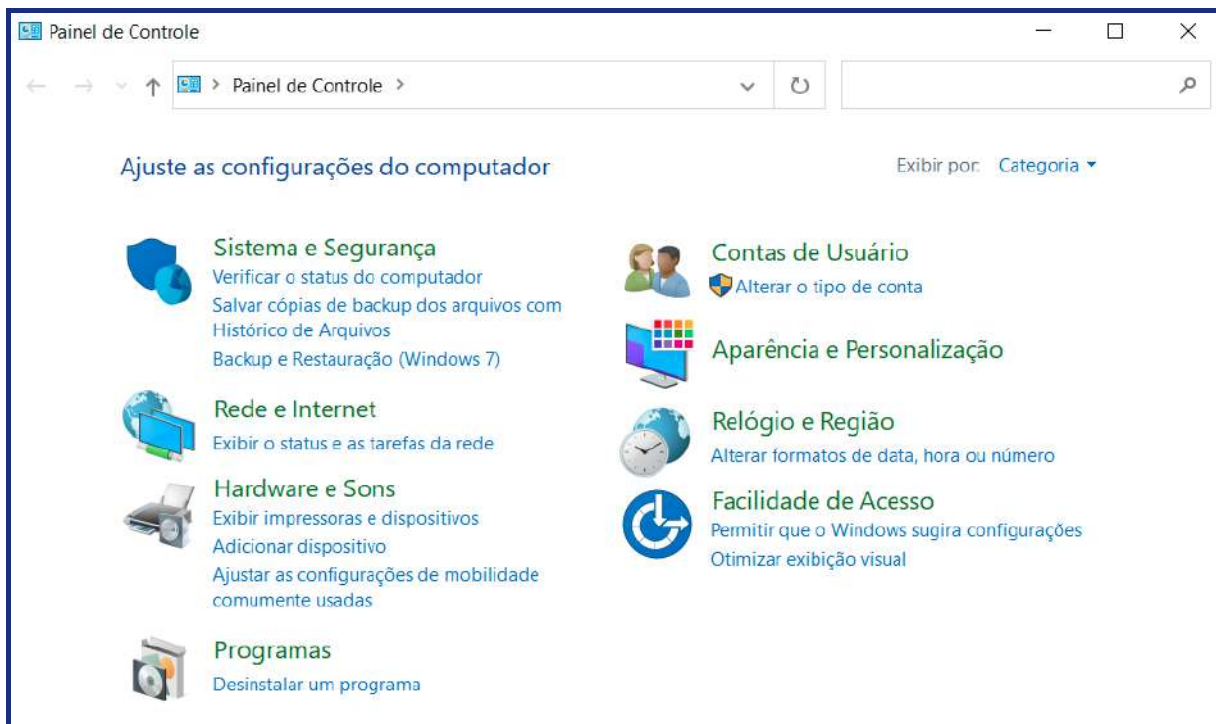 Painel de Controle
Painel de Controle
Ajuste as configurações do computador
Exibir por: Categoria
Sistema e Segurança
Verificar o status do computador
Salvar cópias de backup dos arquivos com
Histórico de Arquivos
Backup e Restauração (Windows 7)
Rede e Internet
Exibir o status e as tarefas da rede
Hardware e Sons
Exibir impressoras e dispositivos
Adicionar dispositivo
Ajustar as configurações de mobilidade
comumente usadas
Programas
Desinstalar um programa
Contas de Usuário
Alterar o tipo de conta
Aparência e Personalização
Relógio e Região
Alterar formatos de data, hora ou número
Facilidade de Acesso
Permitir que o Windows sugira configurações
Otimizar exibição visual